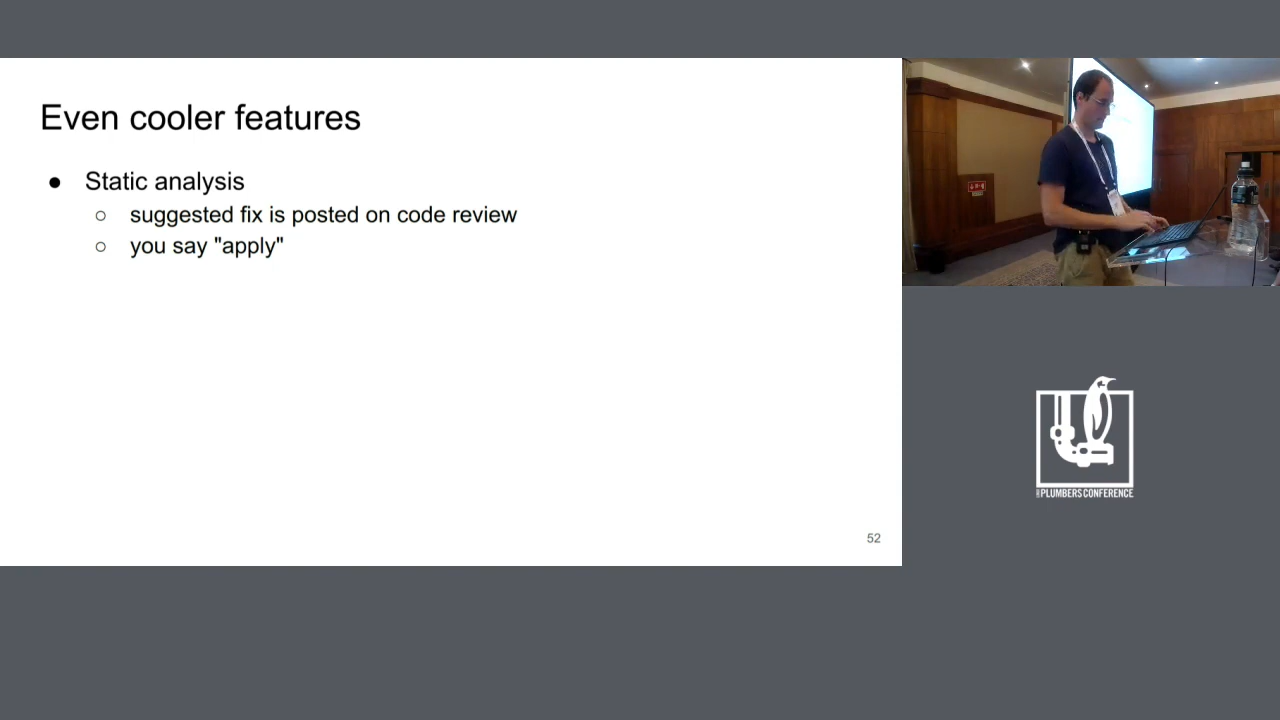 Even cooler features
● Static analysis
○ suggested fix is posted on code review
○ you say "apply"
52
PLUMBERS CONFERENCE